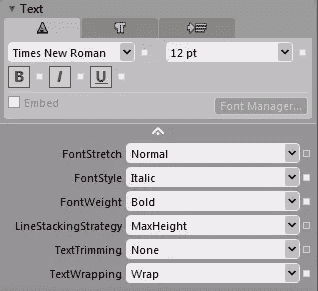 Text
A ¶
Times New Roman 12 pt
B I U
Embed Font Manager...
FontStretch Normal
FontStyle Italic
FontWeight Bold
LineStackingStrategy MaxHeight
TextTrimming None
TextWrapping Wrap